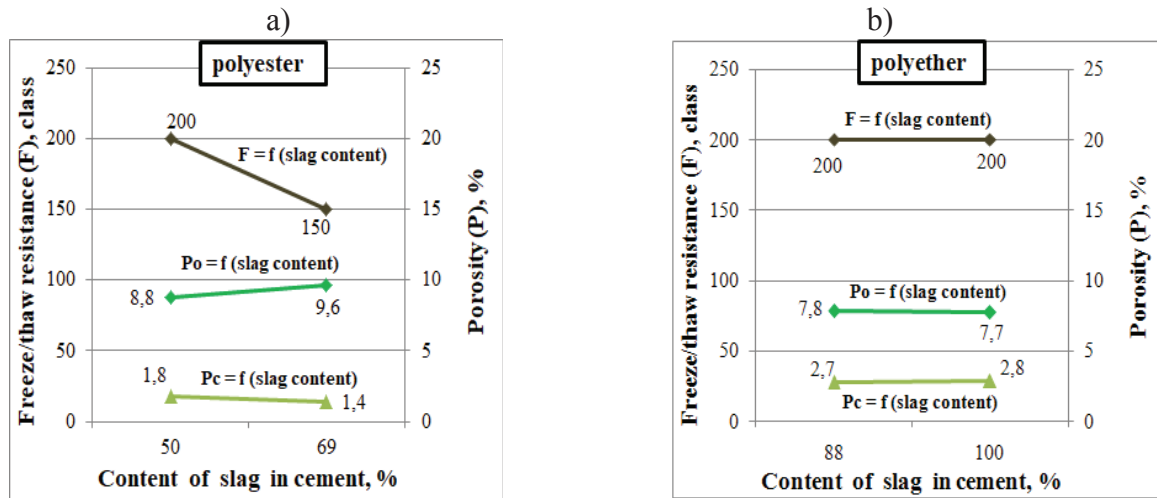 a)
polyester
Freeze/thaw resistance (F), class
250
200
150
100
50
0
25
20
15
10
5
0
Porosity (P), %
200
F = f (slag content)
150
Po = f (slag content)
8,8
9,6
1,8
Pc = f (slag content)
1,4
50
69
Content of slag in cement, %
b)
polyether
Freeze/thaw resistance (F), class
250
200
150
100
50
0
25
20
15
10
5
0
Porosity (P), %
F = f (slag content)
200
200
Po = f (slag content)
7,8
7,7
2,7
2,8
Pc = f (slag content)
88
100
Content of slag in cement, %